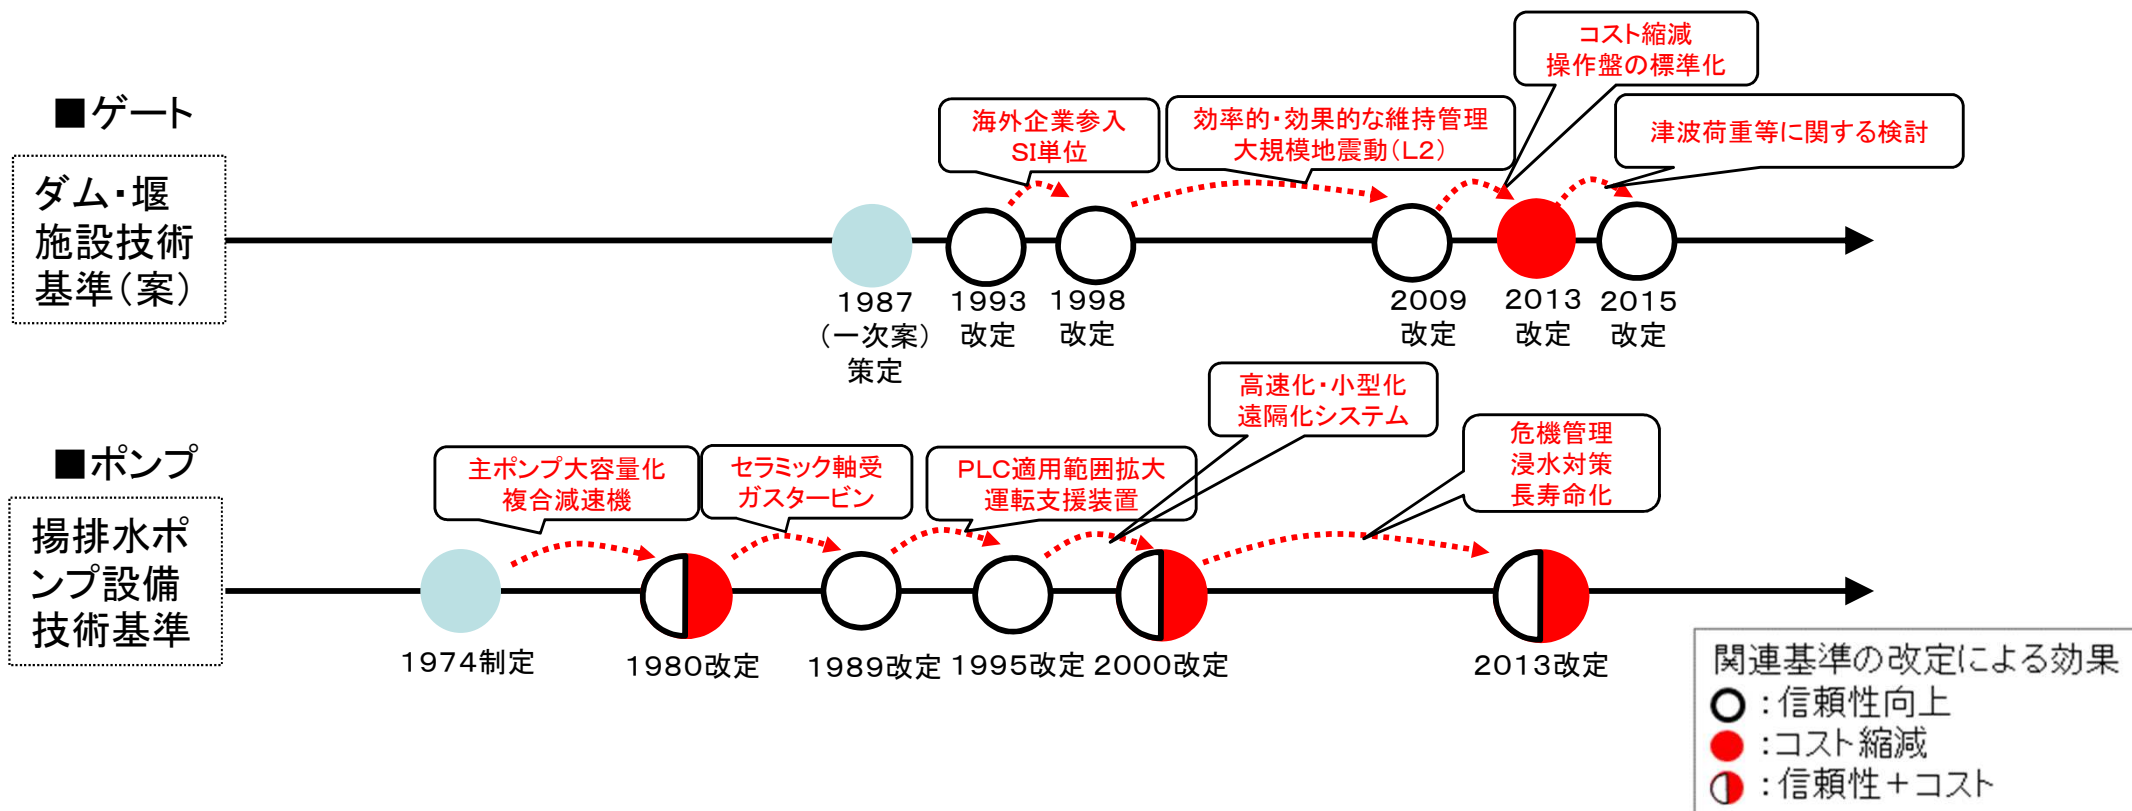 ■ゲート
ダム・堰
施設技術
基準（案）
海外企業参入
SI単位
効率的・効果的な維持管理
大規模地震動（L2）
コスト縮減
操作盤の標準化
津波荷重等に関する検討
1987
（一次案）
策定
1993
改定
1998
改定
2009
改定
2013
改定
2015
改定
■ポンプ
揚排水ポ
ンプ設備
技術基準
主ポンプ大容量化
複合減速機
セラミック軸受
ガスタービン
PLC適用範囲拡大
運転支援装置
高速化・小型化
遠隔化システム
危機管理
浸水対策
長寿命化
1974制定
1980改定
1989改定
1995改定
2000改定
2013改定
関連基準の改定による効果
：信頼性向上
：コスト縮減
：信頼性＋コスト